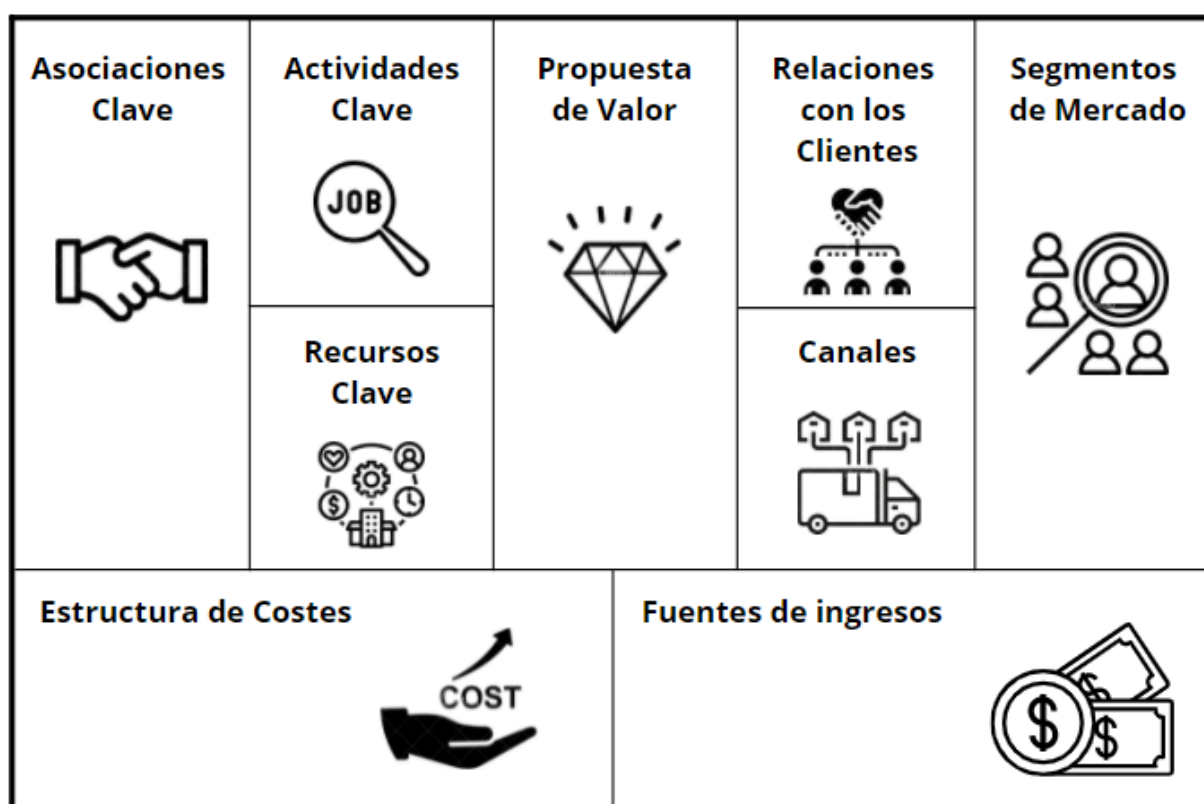 Asociaciones
Clave
Actividades
Clave
JOB
Recursos
Clave
$
Propuesta
de Valor
Relaciones
con los
Clientes
Canales
Segmentos
de Mercado
Estructura de Costes
COST
Fuentes de ingresos
$
$
$